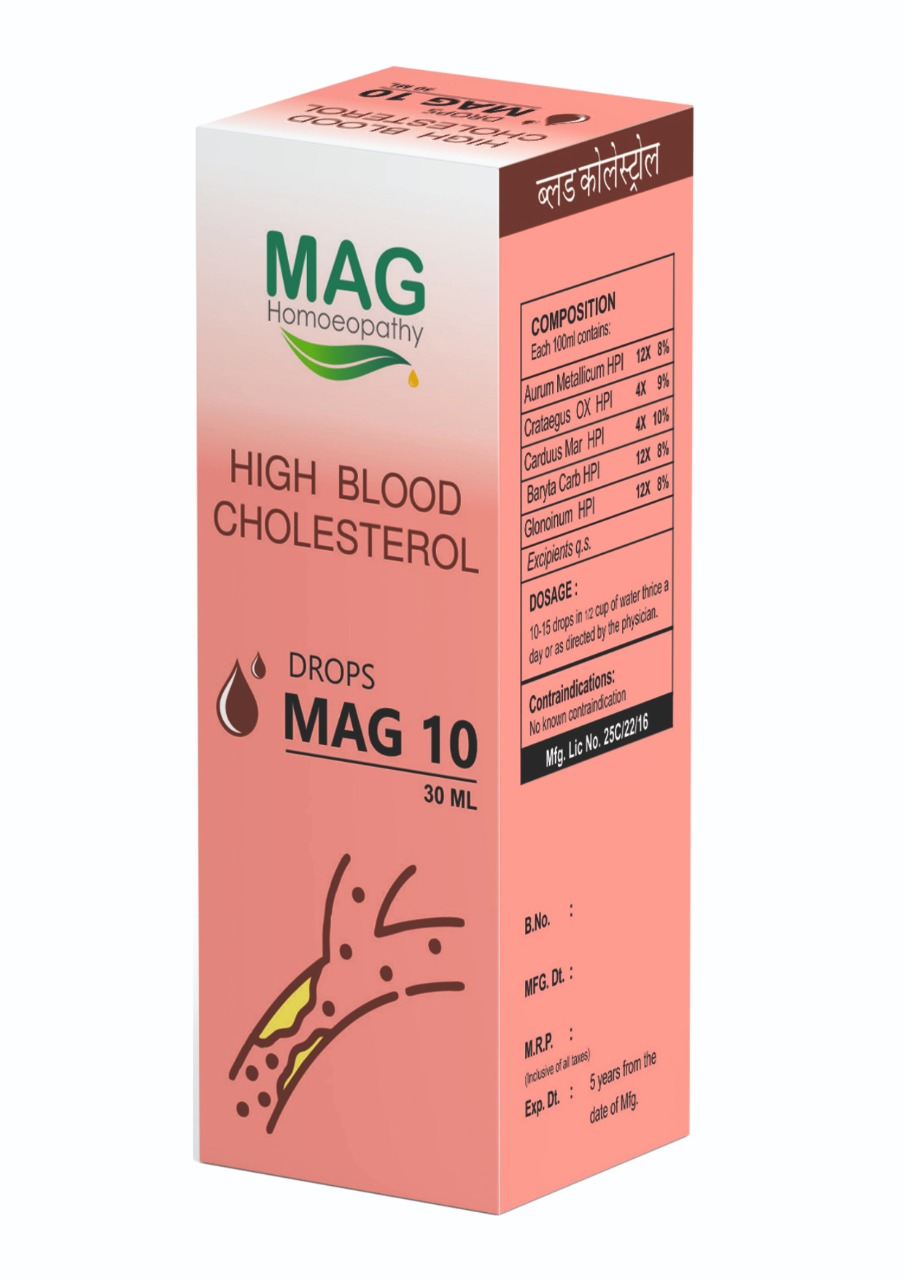 MAG 10
30 ML
DROPS
HIGH BLOOD
CHOLESTEROL
MAG
Homoeopathy
HIGH BLOOD
CHOLESTEROL
DROPS
MAG 10
30 ML
ब्लड कोलेस्ट्रोल
COMPOSITION
Each 100ml contains:
Aurum Metallicum HPI 12X 8%
Crataegus OX HPI 4X 9%
Carduus Mar HPI 4X 10%
Baryta Carb HPI 12X 8%
Glonoinum HPI 12X 8%
Excipients q.s.
DOSAGE :
10-15 drops in 1/2 cup of water thrice a
day or as directed by the physician.
Contraindications:
No known contraindication
Mfg. Lic No. 25C/22/16
B.No. :
MFG. Dt. :
M.R.P. :
(Inclusive of all taxes)
Exp. Dt. : 5 years from the
date of Mfg.